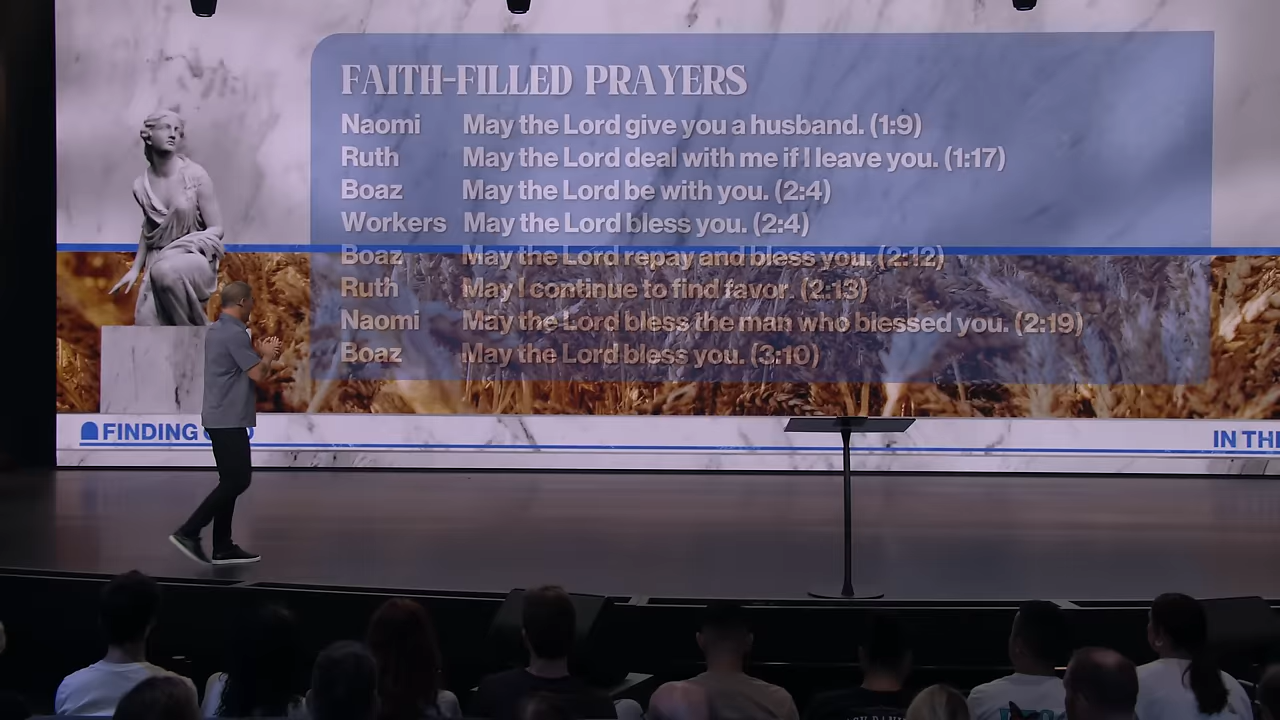 FAITH-FILLED PRAYERS
Naomi May the Lord give you a husband. (1:9)
Ruth May the Lord deal with me if I leave you. (1:17)
Boaz May the Lord be with you. (2:4)
Workers May the Lord bless you. (2:4)
Boaz May the Lord repay and bless you. (2:12)
Ruth May I continue to find favor. (2:13)
Naomi May the Lord bless the man who blessed you. (2:19)
Boaz May the Lord bless you. (3:10)
FINDING
IN THE